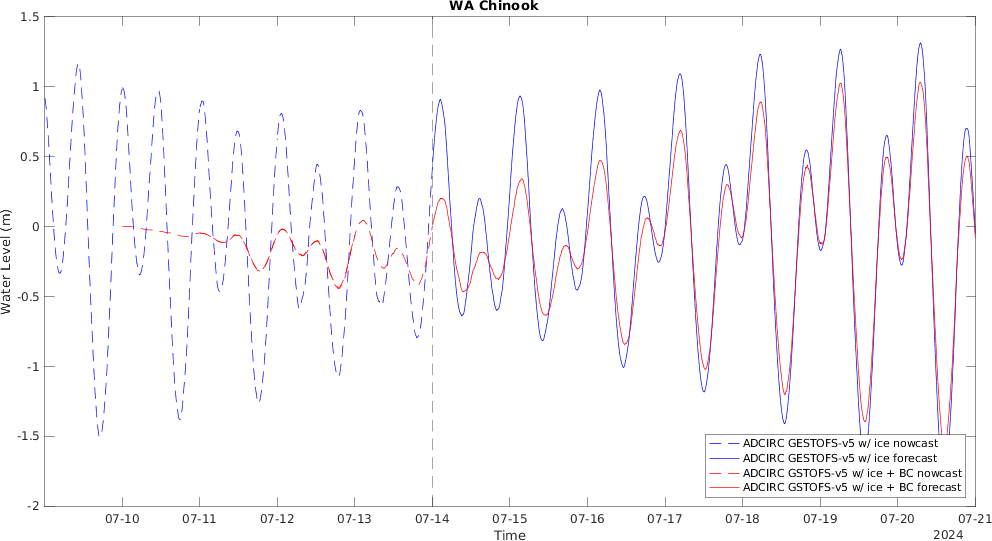 WA Chinook
1.5
1
0.5
0
-0.5
-1
-1.5
-2
Water Level (m)
07-10 07-11 07-12 07-13 07-14 07-15 07-16 07-17 07-18 07-19 07-20 07-21
Time
2024
ADCIRC GESTOFS-v5 w/ ice nowcast
ADCIRC GESTOFS-v5 w/ ice forecast
ADCIRC GSTOFS-v5 w/ ice + BC nowcast
ADCIRC GSTOFS-v5 w/ ice + BC forecast